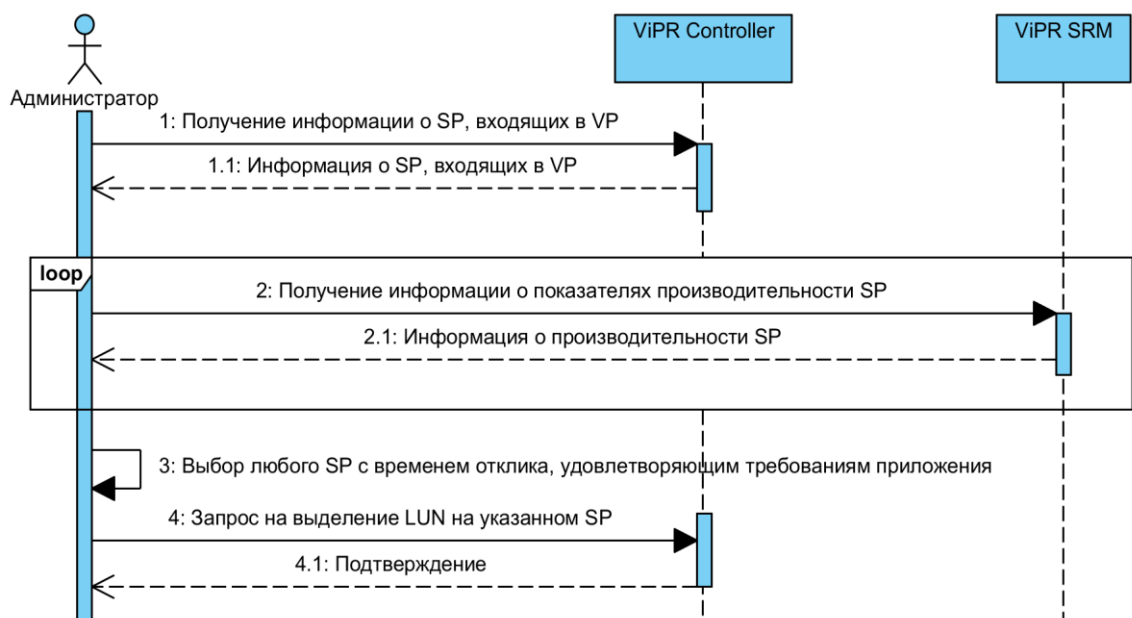 ViPR Controller
ViPR SRM
Администратор
1: Получение информации о SP, входящих в VP
1.1: Информация о SP, входящих в VP
loop
2: Получение информации о показателях производительности SP
2.1: Информация о производительности SP
3: Выбор любого SP с временем отклика, удовлетворяющим требованиям приложения
4: Запрос на выделение LUN на указанном SP
4.1: Подтверждение